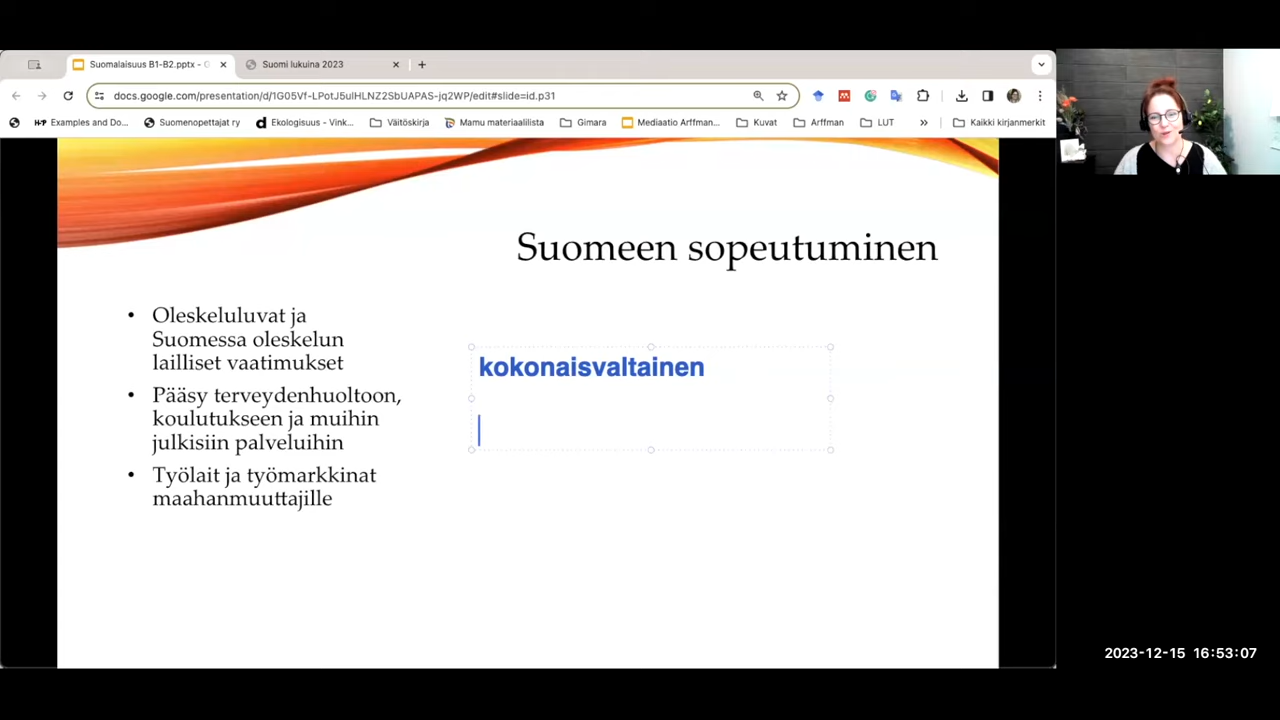 Suomalaisuus B1-B2.pptx - G
Suomi lukuina 2023
docs.google.com/presentation/d/1G05Vf-LPotJ5ulHLNZ2SbUAPAS-jq2WP/edit#slide=id.p31
Examples and Do...
Suomenopettajat ry
Ekologisuus - Vink...
Väitöskirja
Mamu materiaalilista
Gimara
Mediaatio Arffman...
Kuvat
Arffman
LUT
»
Kaikki kirjanmerkit
Suomeen sopeutuminen
• Oleskeluluvat ja
Suomessa oleskelun
lailliset vaatimukset
• Pääsy terveydenhuoltoon,
koulutukseen ja muihin
julkisiin palveluihin
• Työlait ja työmarkkinat
maahanmuuttajille
kokonaisvaltainen
2023-12-15 16:53:07